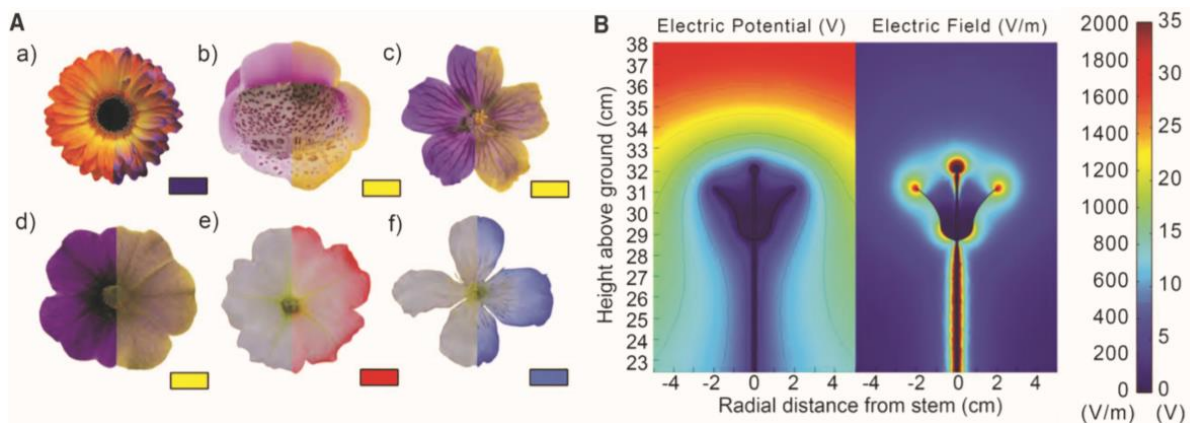 A
a)
b)
c)
d)
e)
f)
B
Electric Potential (V)
Electric Field (V/m)
Height above ground (cm)
38
37
36
35
34
33
32
31
30
29
28
27
26
25
24
23
-4 -2 0 2 4
-4 -2 0 2 4
Radial distance from stem (cm)
2000
1800
1600
1400
1200
1000
800
600
400
200
0
(V/m)
35
30
25
20
15
10
5
0
(V)